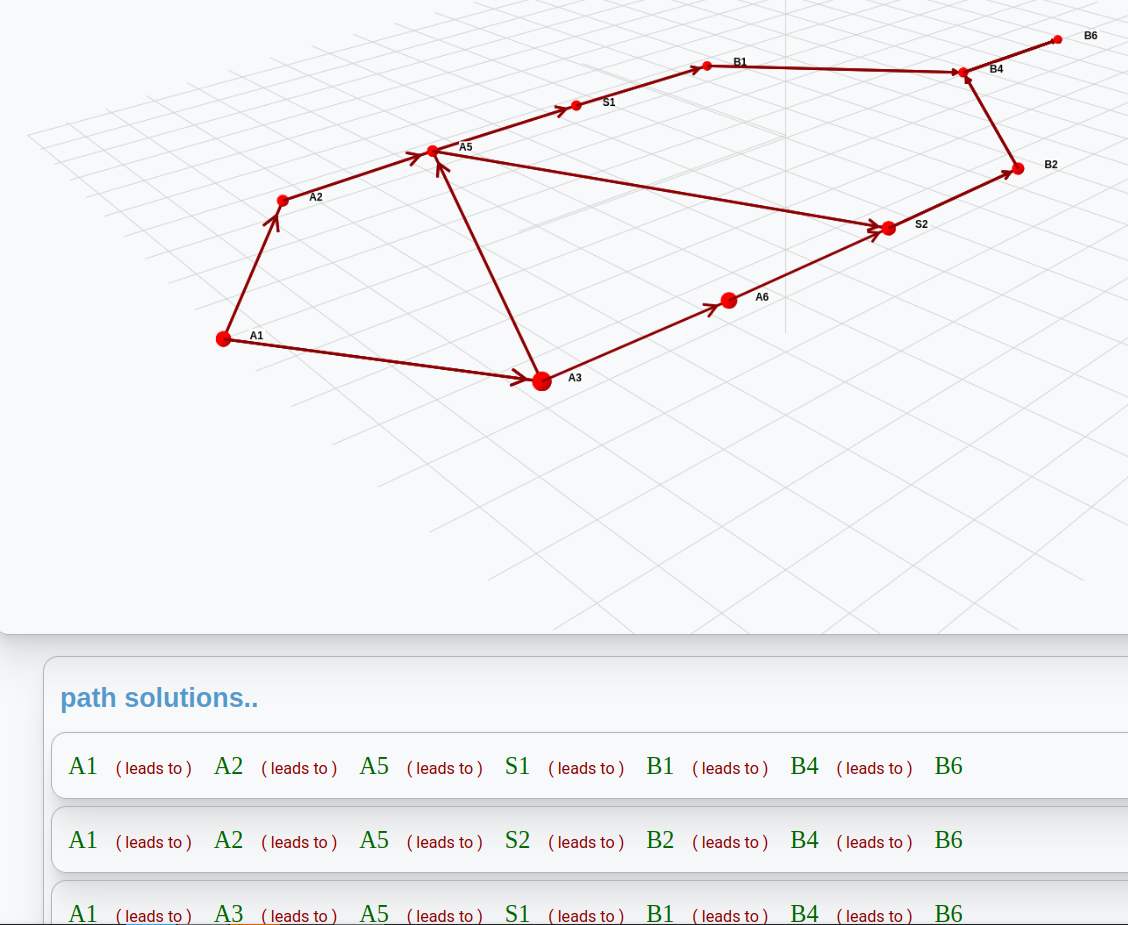 B6
B1
B4
S1
A5
B2
A2
S2
A6
A1
A3
path solutions..
A1 ( leads to ) A2 ( leads to ) A5 ( leads to ) S1 ( leads to ) B1 ( leads to ) B4 ( leads to ) B6
A1 ( leads to ) A2 ( leads to ) A5 ( leads to ) S2 ( leads to ) B2 ( leads to ) B4 ( leads to ) B6
A1 ( leads to ) A3 ( leads to ) A5 ( leads to ) S1 ( leads to ) B1 ( leads to ) B4 ( leads to ) B6